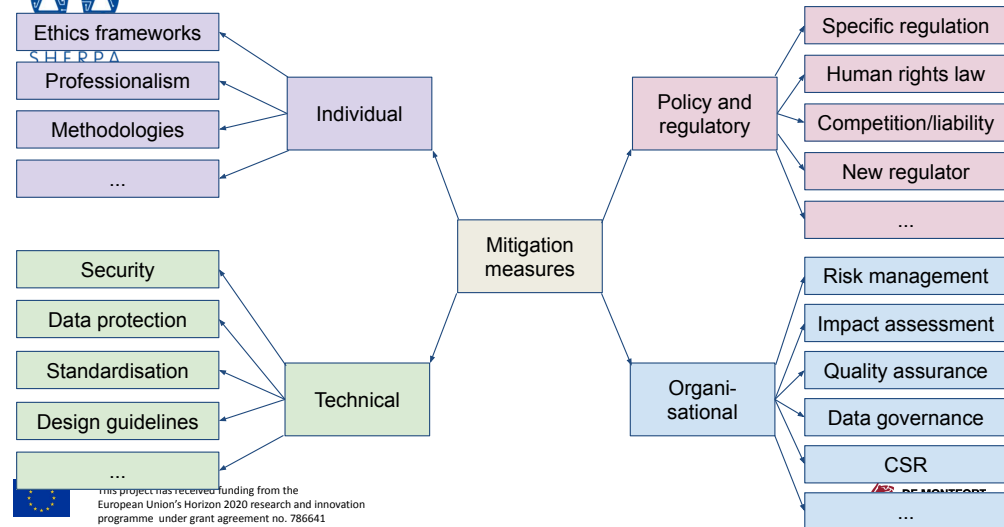 Ethics frameworks
SHERPA
Professionalism
Methodologies
...
Individual
Policy and
regulatory
Specific regulation
Human rights law
Competition/liability
New regulator
...
Mitigation
measures
Security
Data protection
Standardisation
Design guidelines
...
Technical
Organi-
sational
Risk management
Impact assessment
Quality assurance
Data governance
CSR
...
This project has received funding from the
European Union's Horizon 2020 research and innovation
programme under grant agreement no. 786641
DE MONTFORT